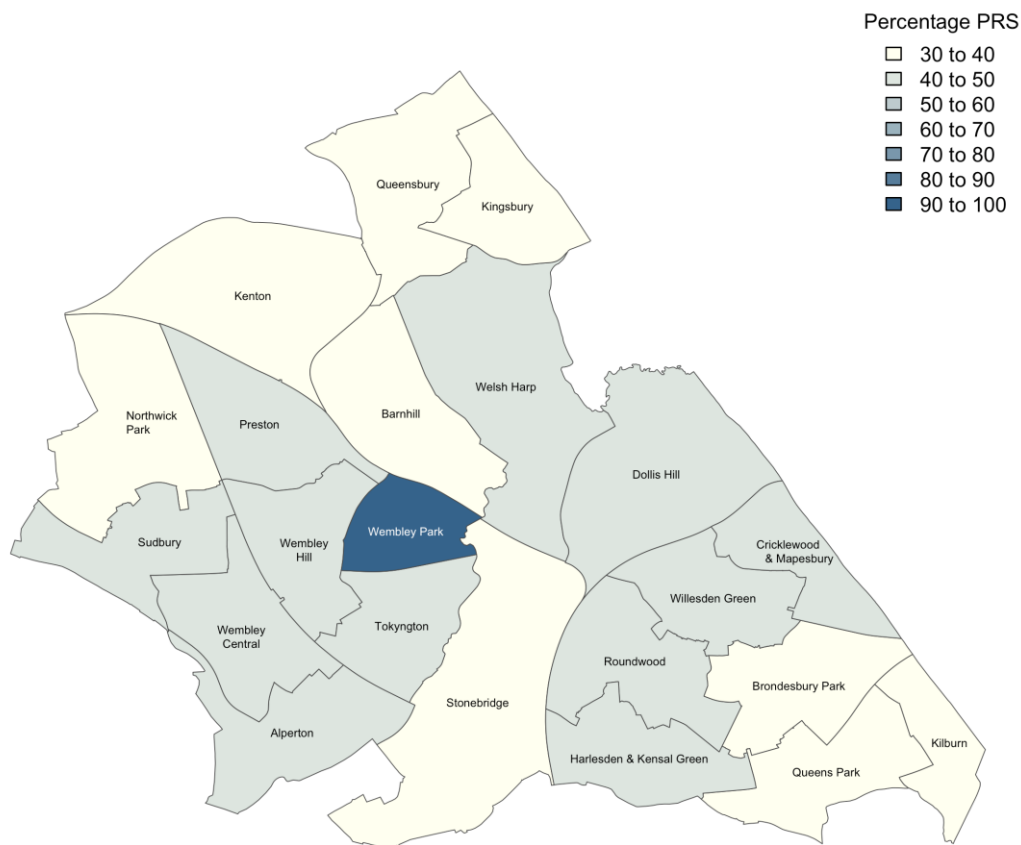 Percentage PRS
30 to 40
40 to 50
50 to 60
60 to 70
70 to 80
80 to 90
90 to 100
Queensbury
Kingsbury
Kenton
Welsh Harp
Northwick
Park
Barnhill
Preston
Dollis Hill
Wembley Park
Sudbury
Wembley
Hill
Cricklewood
& Mapesbury
Willesden Green
Tokyngton
Wembley
Central
Roundwood
Brondesbury Park
Stonebridge
Alperton
Kilburn
Harlesden & Kensal Green
Queens Park